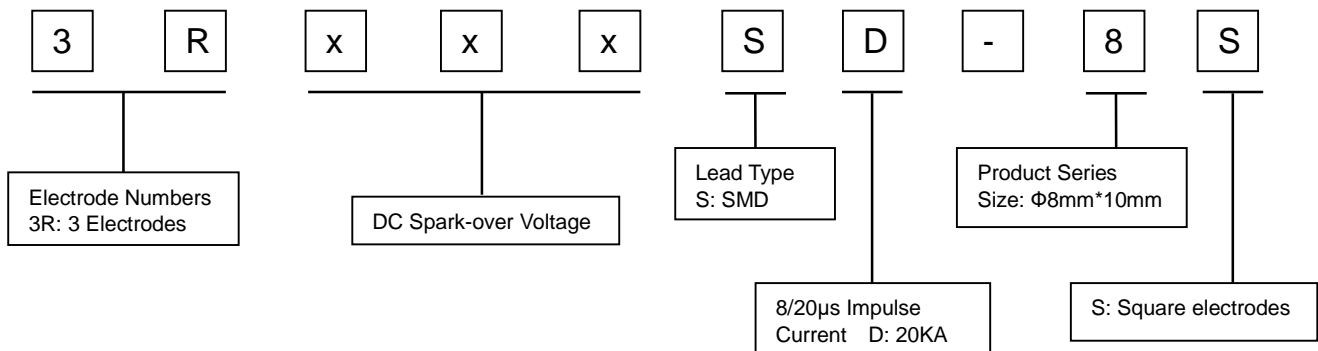 3 R x x x S D - 8 S
Electrode Numbers
3R: 3 Electrodes
DC Spark-over Voltage
Lead Type
S: SMD
8/20μs Impulse
Current D: 20KA
Product Series
Size: Φ8mm*10mm
S: Square electrodes